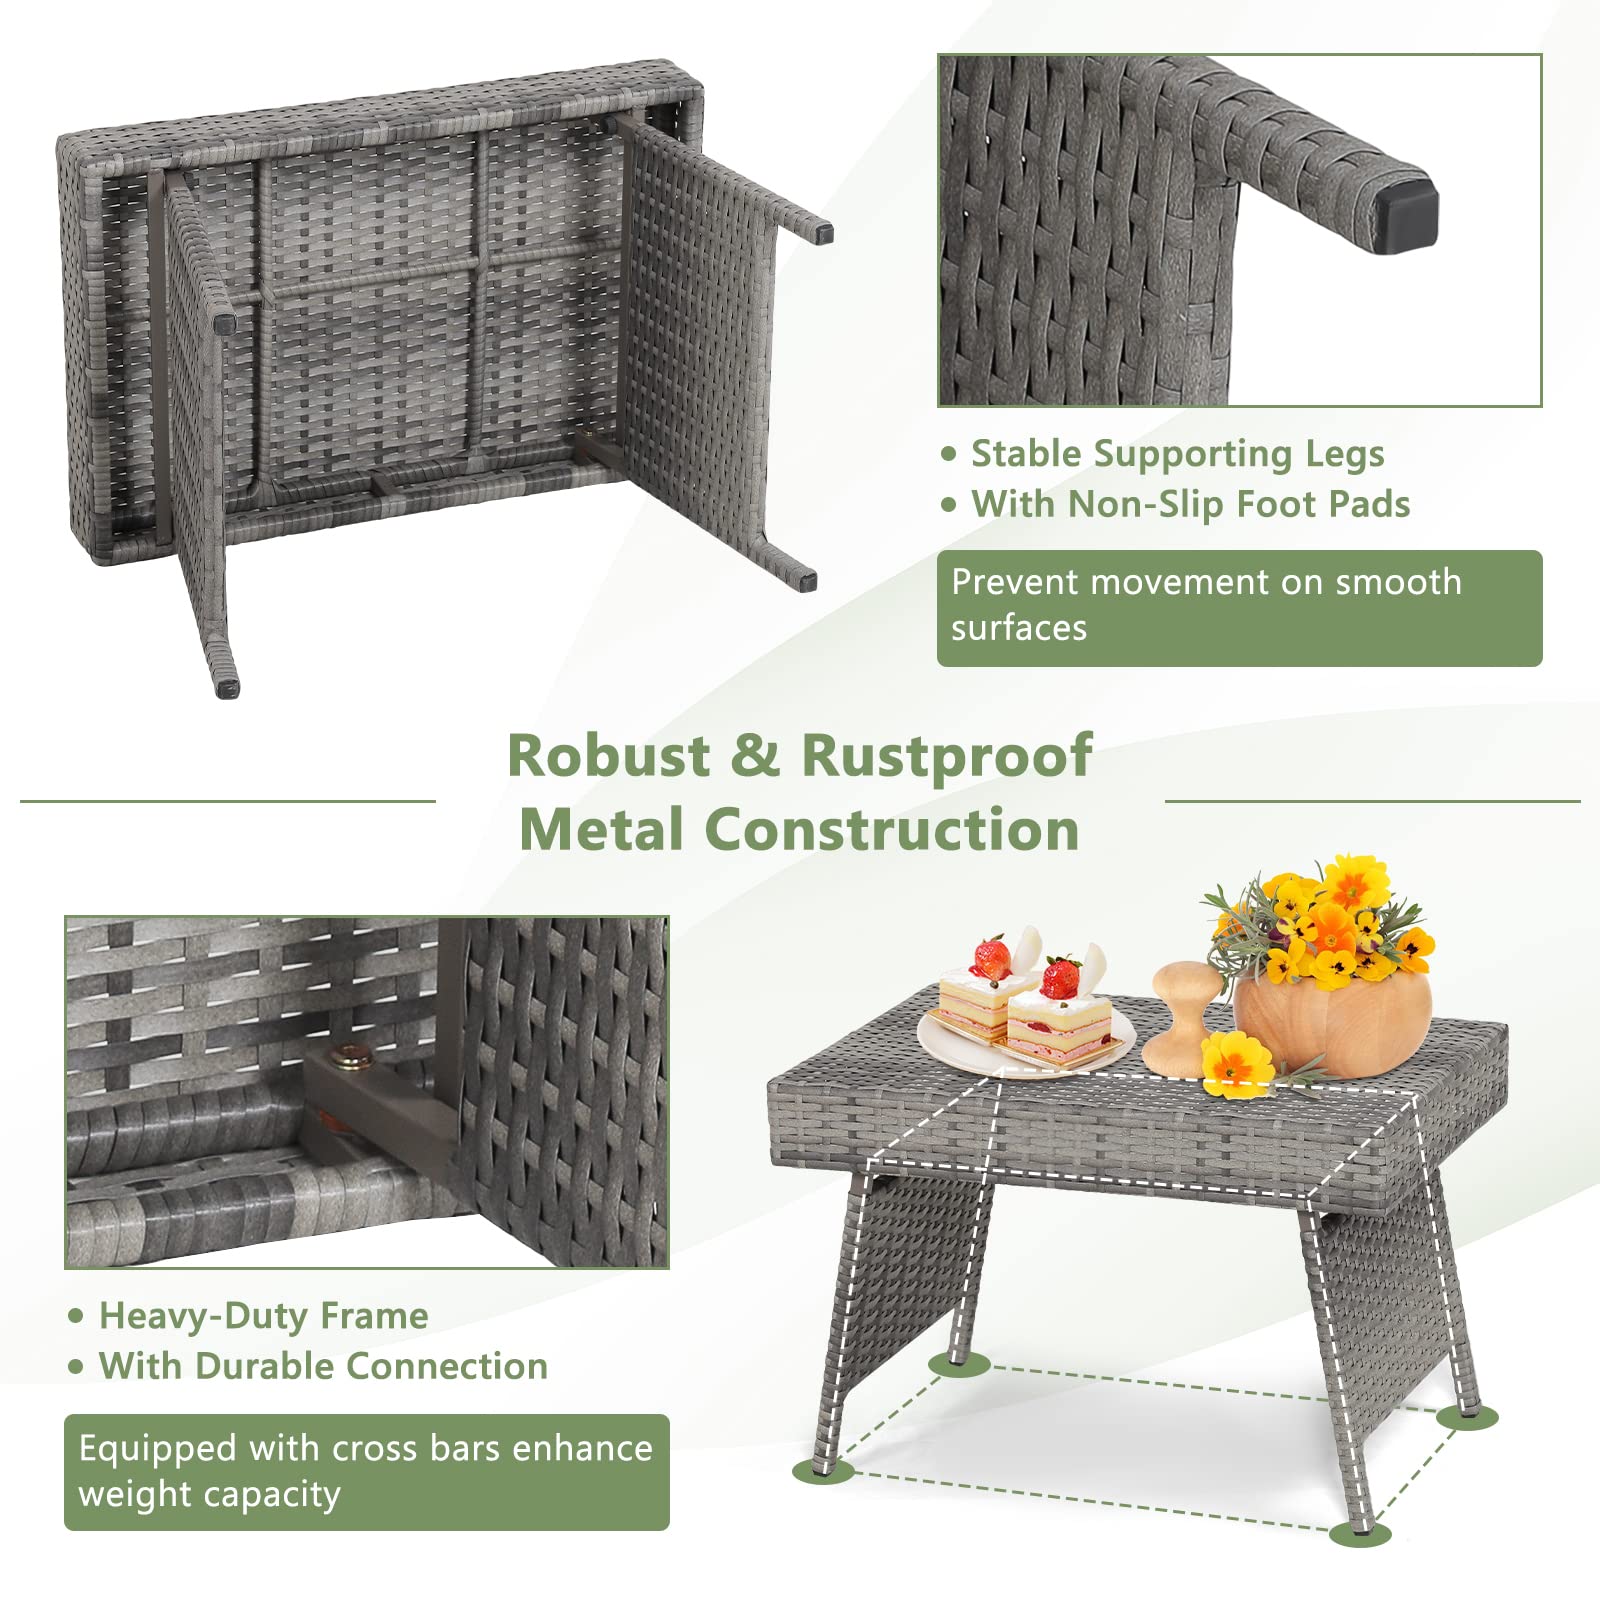 • Stable Supporting Legs
• With Non-Slip Foot Pads
Prevent movement on smooth
surfaces
Robust & Rustproof
Metal Construction
• Heavy-Duty Frame
• With Durable Connection
Equipped with cross bars enhance
weight capacity